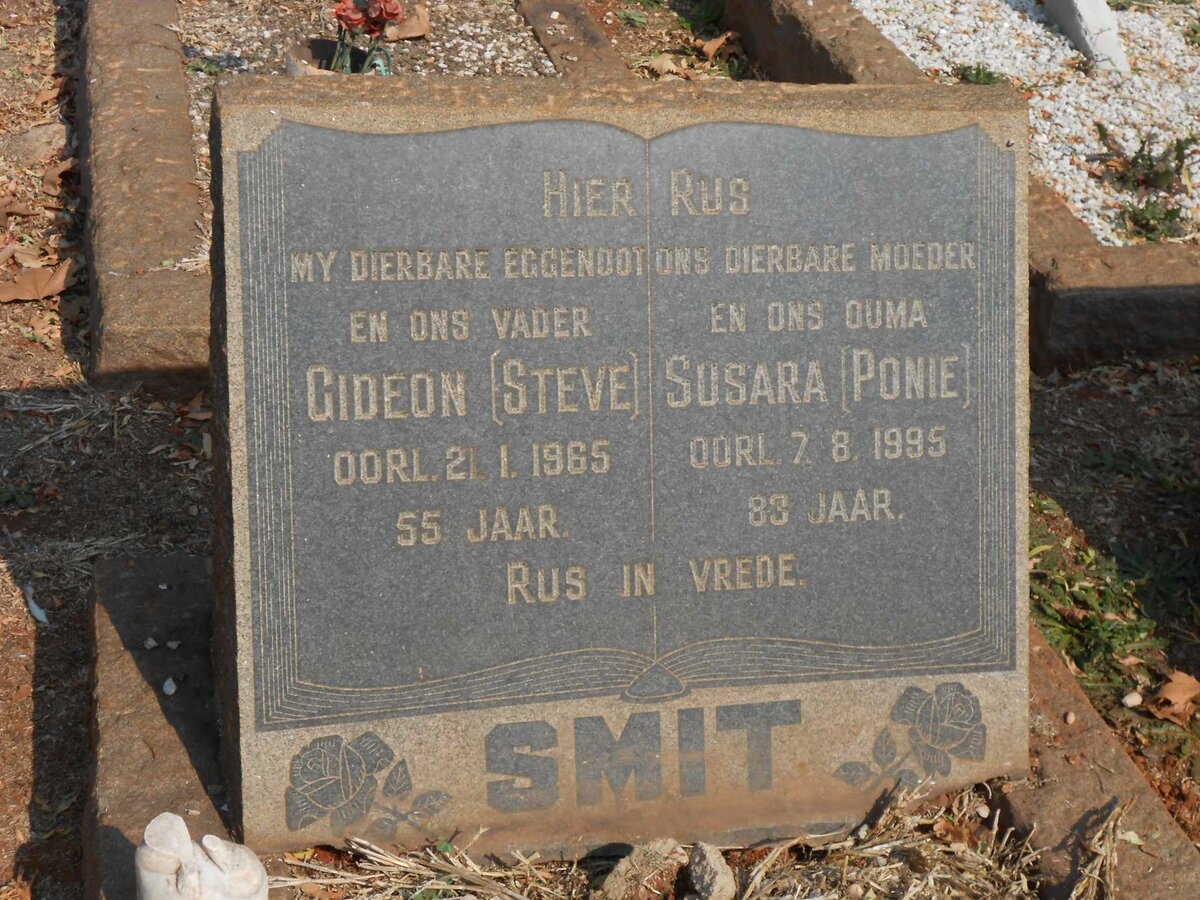 HIER RUS
MY DIERBARE EGGENOOT
EN ONS VADER
GIDEON (STEVE)
OORL. 21. 1. 1965
55 JAAR.
ONS DIERBARE MOEDER
EN ONS OUMA
SUSARA (PONIE)
OORL. 7. 8. 1995
83 JAAR.
RUS IN VREDE.
SMIT